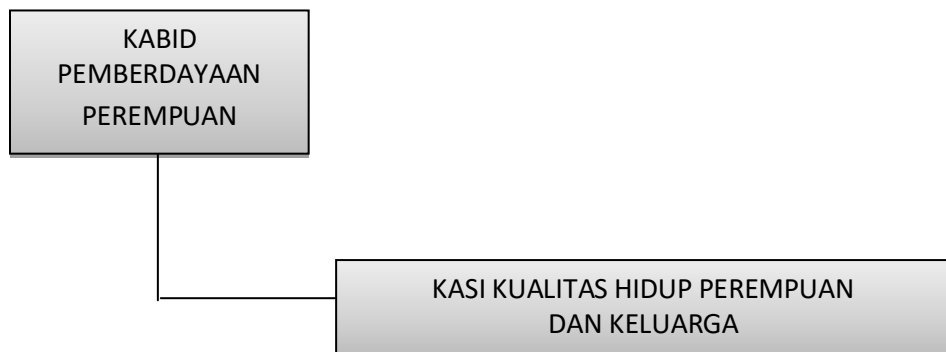 KABID
PEMBERDAYAAN
PEREMPUAN
KASI KUALITAS HIDUP PEREMPUAN
DAN KELUARGA